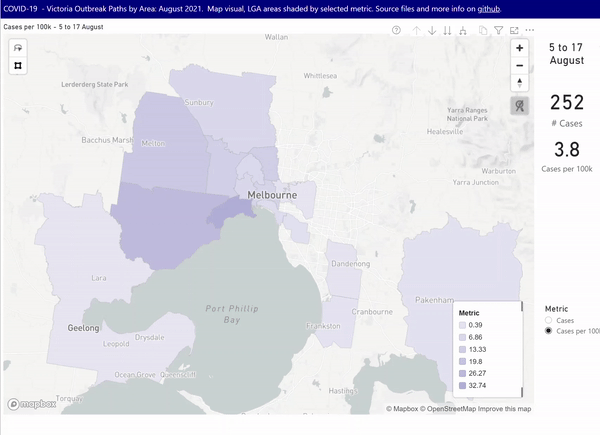 COVID-19 - Victoria Outbreak Paths by Area: August 2021. Map visual, LGA areas shaded by selected metric. Source files and more info on github.
Cases per 100k - 5 to 17 August
Wallan
5 to 17
August
Whittlesea
Lerderderg State Park
Sunbury
252
# Cases
Yarra Ranges
National Park
Healesville
Bacchus Marsh
Melton
3.8
Cases per 100k
Warburton
Yarra Junction
Melbourne
Dandenong
Lara
Pakenham
Port Phillip
Bay
Cranbourne
Geelong
Frankston
Drysdale
Leopold
Ocean Grove
Queenscliff
Torquay
Hastings
Metric
0.39
6.86
13.33
19.8
26.27
32.74
Metric
Cases
Cases per 100k
mapbox
© Mapbox © OpenStreetMap Improve this map